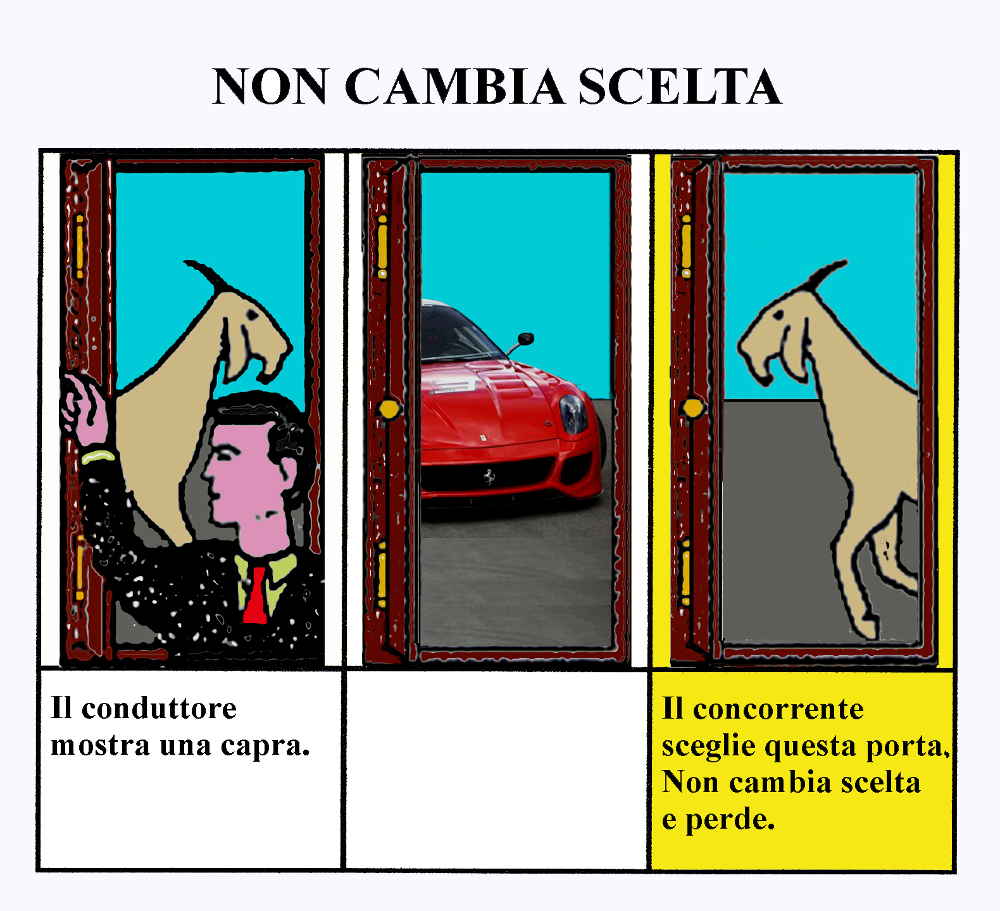 NON CAMBIA SCELTA
Il conduttore
mostra una capra.
Il concorrente
sceglie questa porta,
Non cambia scelta
e perde.